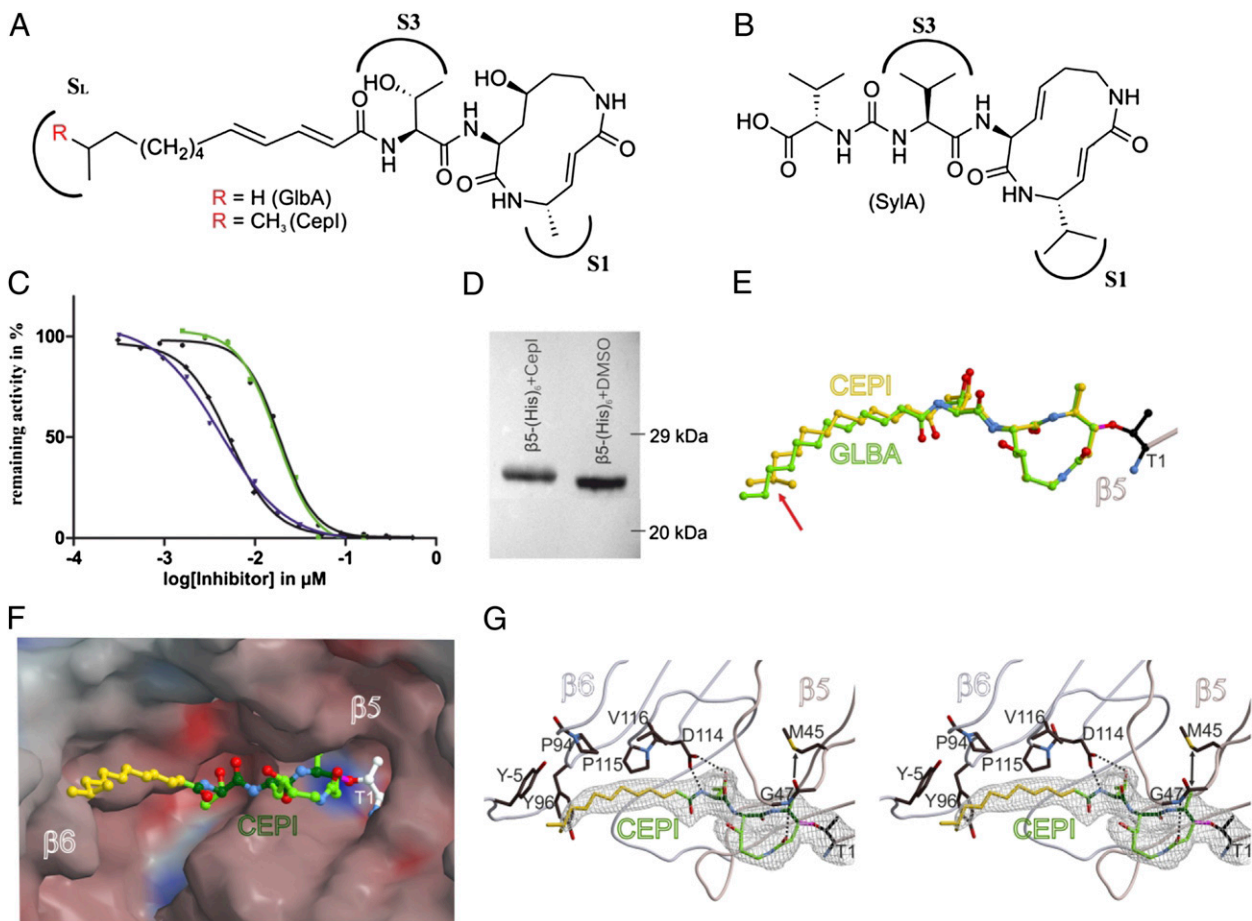 A
S3
SL
HO
HO
O
NH
R
(CH₂)₄
N
H
H
N
O
O
O
HN
R = H (GlbA)
R = CH₃ (CepI)
S1
B
S3
O
H
N
O
HO
N
H
N
H
NH
O
O
O
HN
O
(SylA)
S1
C
remaining activity in %
100
50
0
-4
-3
-2
-1
0
log[Inhibitor] in µM
D
β5-(His)₆+CepI
β5-(His)₆+DMSO
29 kDa
20 kDa
E
CEPI
GLBA
T1
β5
F
β5
T1
CEPI
β6
G
β6
β5
V116
D114
M45
P94
P115
Y-5
Y96
G47
CEPI
T1
β6
β5
V116
D114
M45
P94
P115
Y-5
Y96
G47
CEPI
T1